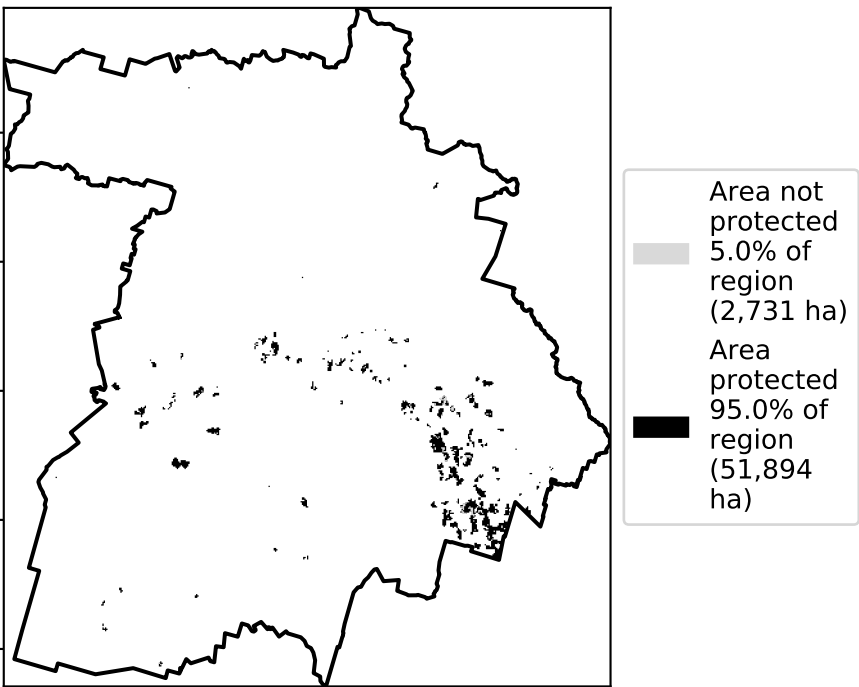 Area not
protected
5.0% of
region
(2,731 ha)
Area
protected
95.0% of
region
(51,894
ha)